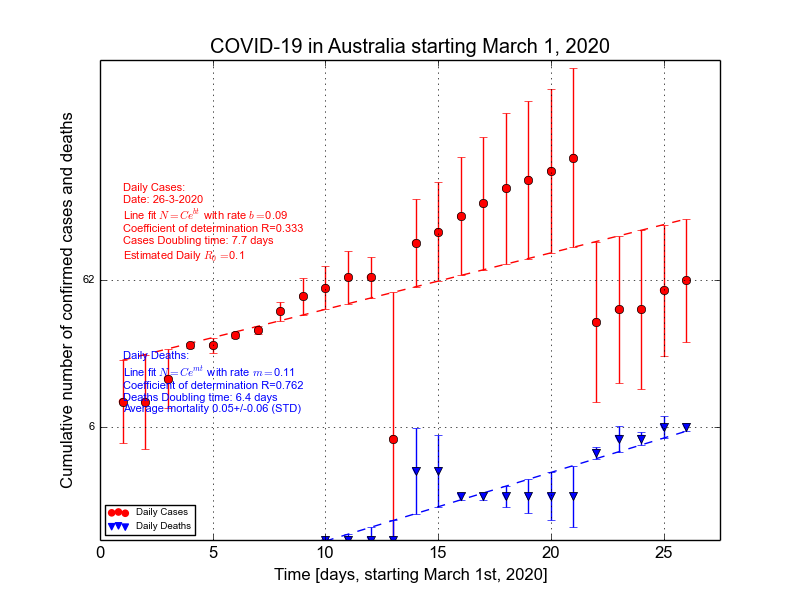 COVID-19 in Australia starting March 1, 2020
Cumulative number of confirmed cases and deaths
Daily Cases:
Date: 26-3-2020
Line fit N = Ce^{bt} with rate b =0.09
Coefficient of determination R=0.333
Cases Doubling time: 7.7 days
Estimated Daily R_0^* =0.1
62
Daily Deaths:
Line fit N = Ce^{mt} with rate m =0.11
Coefficient of determination R=0.762
Deaths Doubling time: 6.4 days
Average mortality 0.05+/-0.06 (STD)
6
Daily Cases
Daily Deaths
0 5 10 15 20 25
Time [days, starting March 1st, 2020]